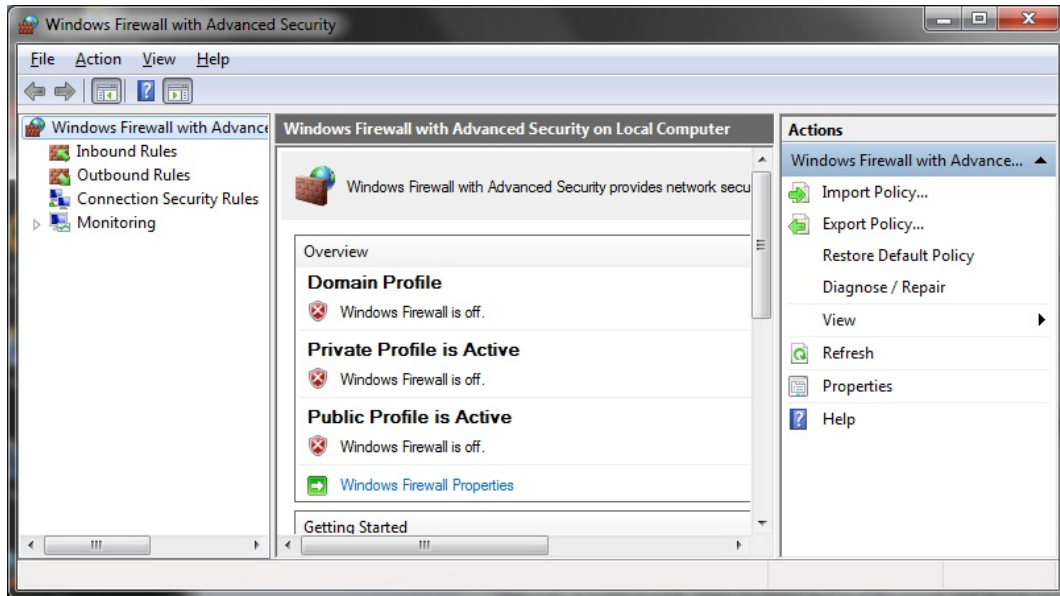 Windows Firewall with Advanced Security
File Action View Help
Windows Firewall with Advance
Inbound Rules
Outbound Rules
Connection Security Rules
Monitoring
Windows Firewall with Advanced Security on Local Computer
Windows Firewall with Advanced Security provides network secu
Overview
Domain Profile
Windows Firewall is off.
Private Profile is Active
Windows Firewall is off.
Public Profile is Active
Windows Firewall is off.
Windows Firewall Properties
Getting Started
Actions
Windows Firewall with Advance...
Import Policy...
Export Policy...
Restore Default Policy
Diagnose / Repair
View
Refresh
Properties
Help